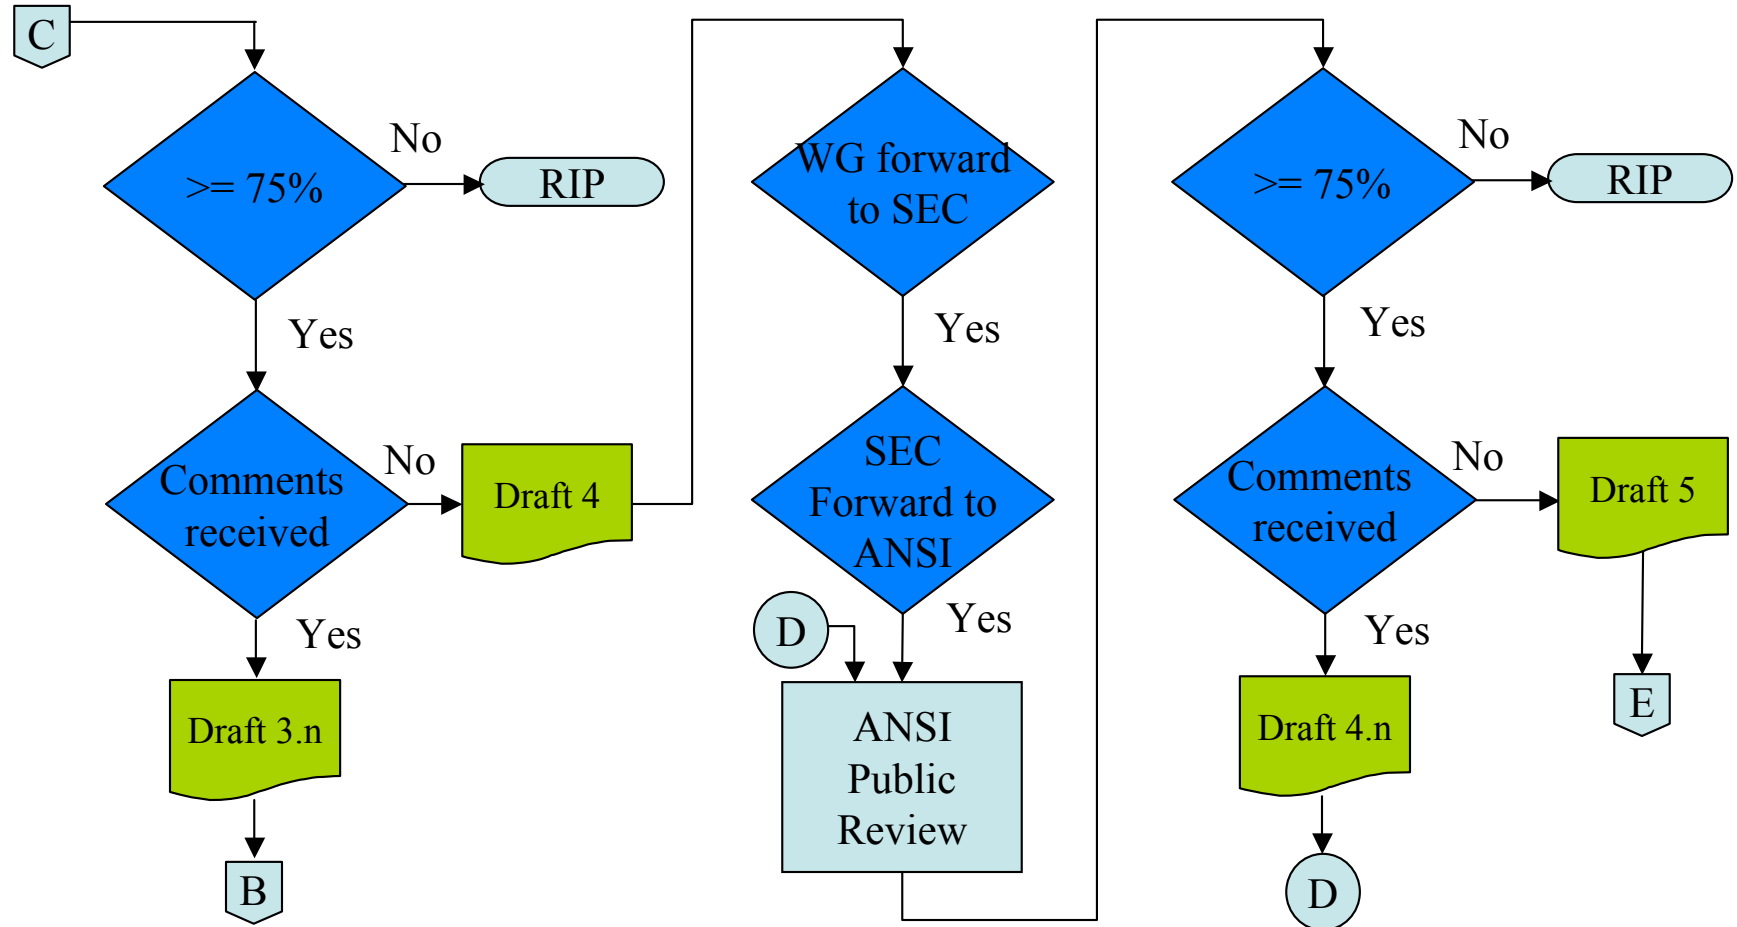 C
>= 75%
No
RIP
Yes
Comments
received
No
Draft 4
Yes
Draft 3.n
B
WG forward
to SEC
Yes
SEC
Forward to
ANSI
Yes
D
ANSI
Public
Review
>= 75%
No
RIP
Yes
Comments
received
No
Draft 5
E
Yes
Draft 4.n
D